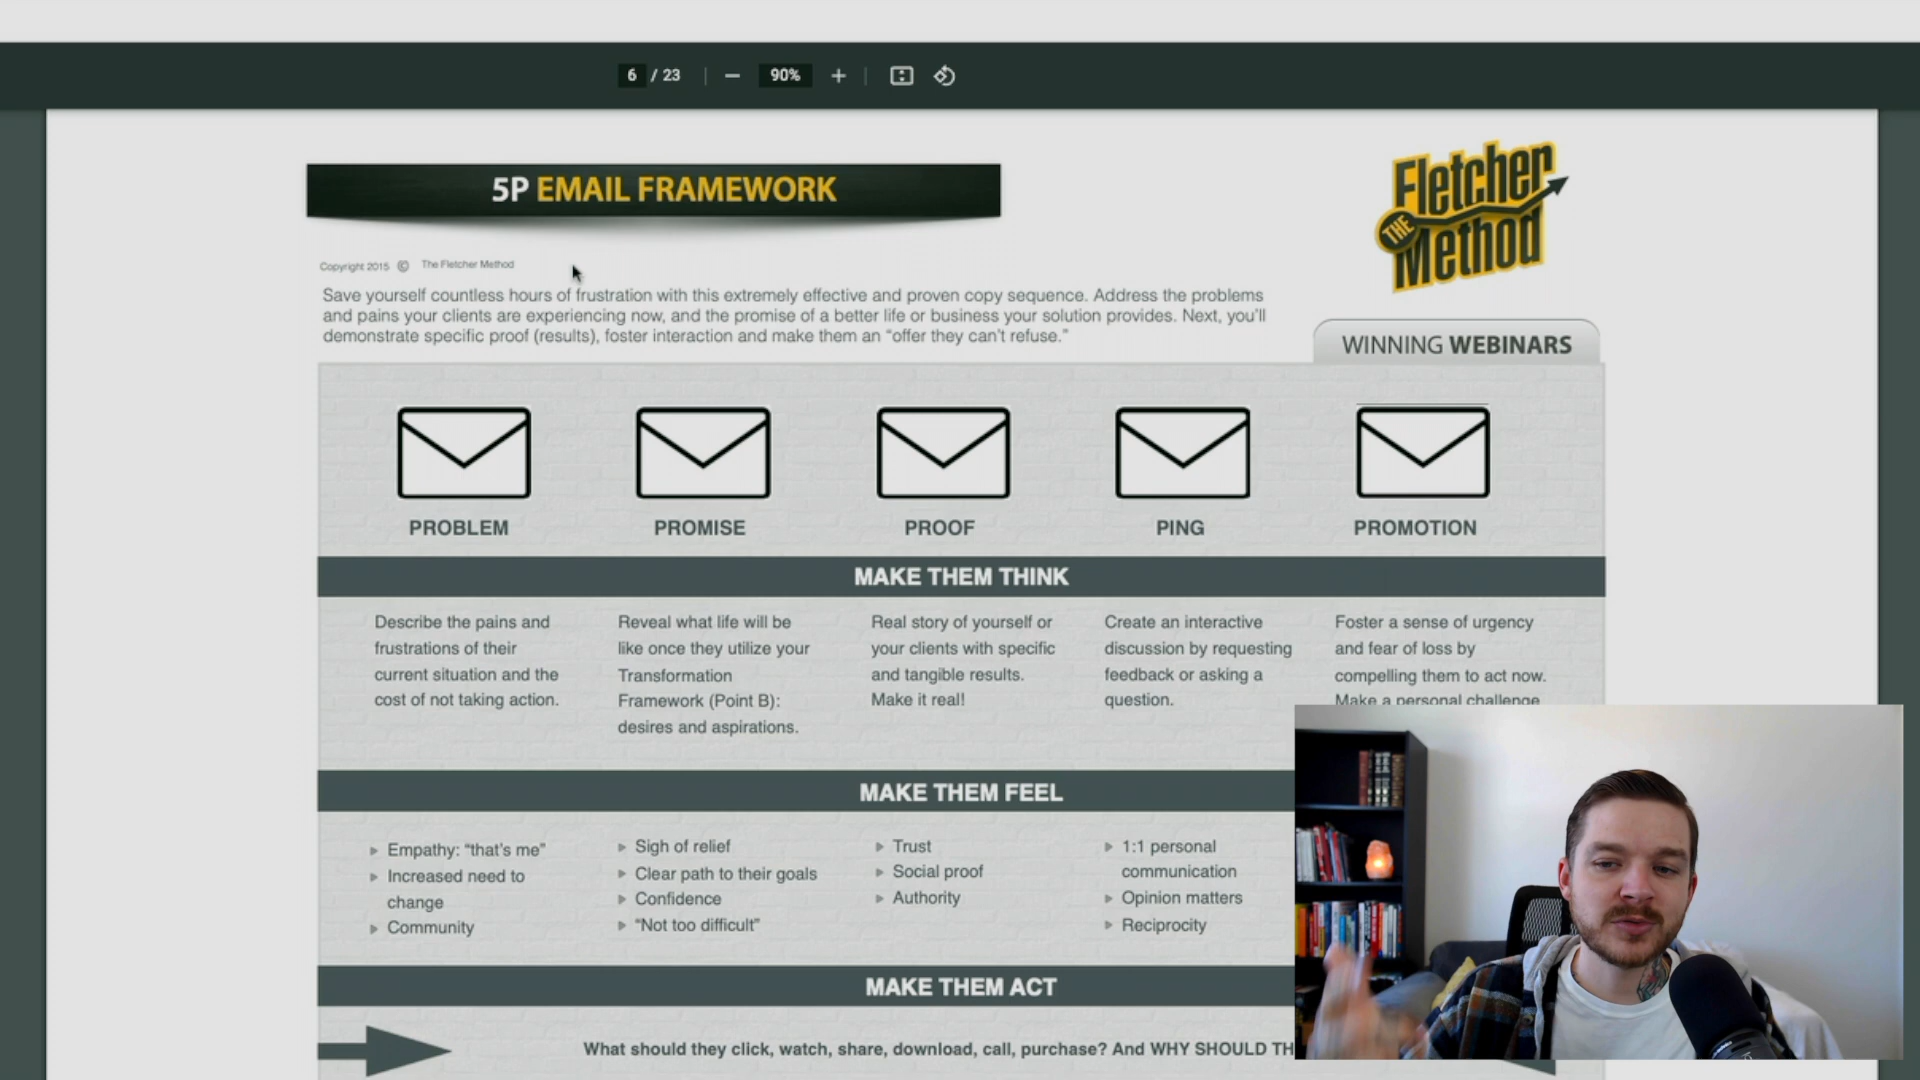 6 / 23
90%
5P EMAIL FRAMEWORK
Fletcher
THE
Method
Copyright 2015 © The Fletcher Method
Save yourself countless hours of frustration with this extremely effective and proven copy sequence. Address the problems
and pains your clients are experiencing now, and the promise of a better life or business your solution provides. Next, you'll
demonstrate specific proof (results), foster interaction and make them an “offer they can't refuse.”
WINNING WEBINARS
PROBLEM PROMISE PROOF PING PROMOTION
MAKE THEM THINK
Describe the pains and
frustrations of their
current situation and the
cost of not taking action.
Reveal what life will be
like once they utilize your
Transformation
Framework (Point B):
desires and aspirations.
Real story of yourself or
your clients with specific
and tangible results.
Make it real!
Create an interactive
discussion by requesting
feedback or asking a
question.
Foster a sense of urgency
and fear of loss by
compelling them to act now.
Make a personal challenge
MAKE THEM FEEL
Empathy: “that's me”
Increased need to
change
Community
Sigh of relief
Clear path to their goals
Confidence
“Not too difficult”
Trust
Social proof
Authority
1:1 personal
communication
Opinion matters
Reciprocity
MAKE THEM ACT
What should they click, watch, share, download, call, purchase? And WHY SHOULD TH